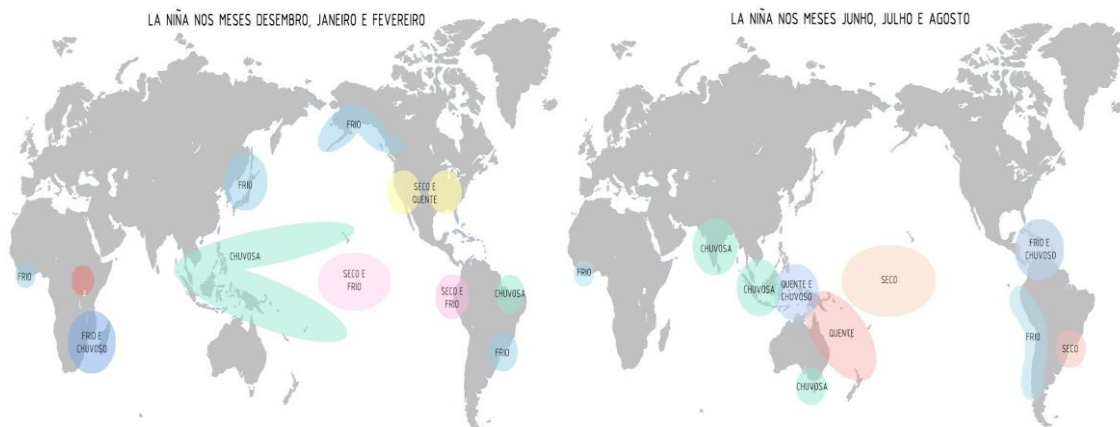 LA NIÑA NOS MESES DESEMBRO, JANEIRO E FEVEREIRO
FRIO
FRIO
SECO E
QUENTE
CHUVOSA
FRIO
SECO E
FRIO
SECO E
FRIO
CHUVOSA
FRIO E
CHUVOSO
FRIO
LA NIÑA NOS MESES JUNHO, JULHO E AGOSTO
CHUVOSA
FRIO E
CHUVOSO
FRIO
CHUVOSA
QUENTE E
CHUVOSO
SECO
QUENTE
FRIO
SECO
CHUVOSA